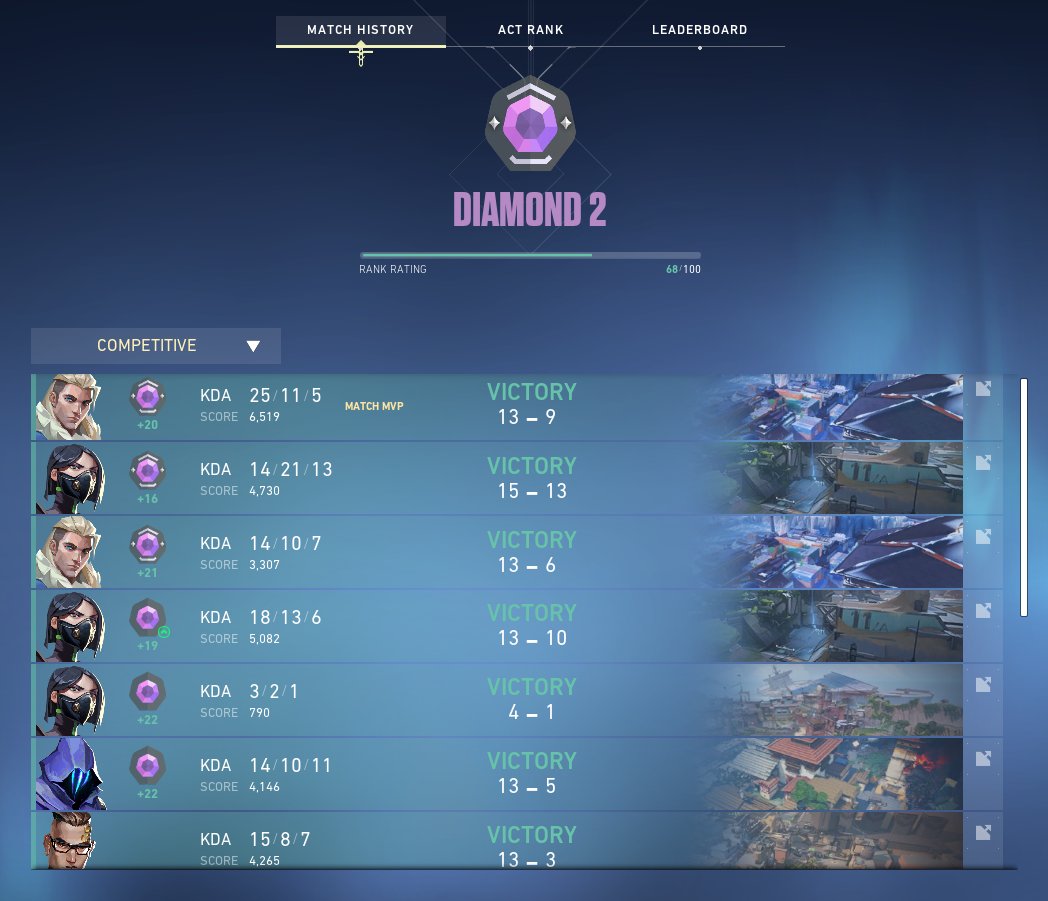 MATCH HISTORY ACT RANK LEADERBOARD
DIAMOND 2
RANK RATING 68/100
COMPETITIVE ▼
KDA 25/11/5 VICTORY
MATCH MVP
+20 SCORE 6,519 13 – 9
KDA 14/21/13 VICTORY
+16 SCORE 4,730 15 – 13
KDA 14/10/7 VICTORY
+21 SCORE 3,307 13 – 6
KDA 18/13/6 VICTORY
+19 SCORE 5,082 13 – 10
KDA 3/2/1 VICTORY
+22 SCORE 790 4 – 1
KDA 14/10/11 VICTORY
+22 SCORE 4,146 13 – 5
KDA 15/8/7 VICTORY
SCORE 4,265 13 – 3